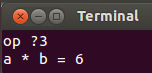 Terminal
op ?3
a * b = 6